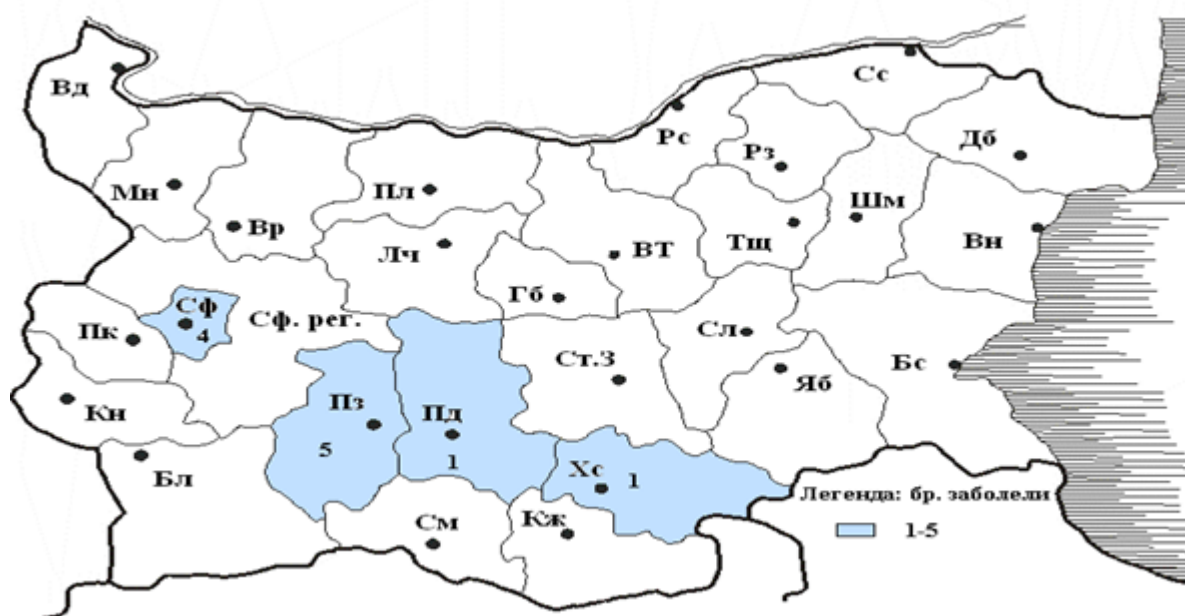 Сс
Вд
Рс
Рз
Дб
Мн
Пл
Шм
Вр
Тщ
Вн
Лч
ВТ
Гб
Сф
4
Сф. рег.
Пк
Сл
Ст.З
Бс
Яб
Кн
Пз
5
Пд
1
Бл
Хс
1
См
Кж
Легенда: бр. заболели
1-5